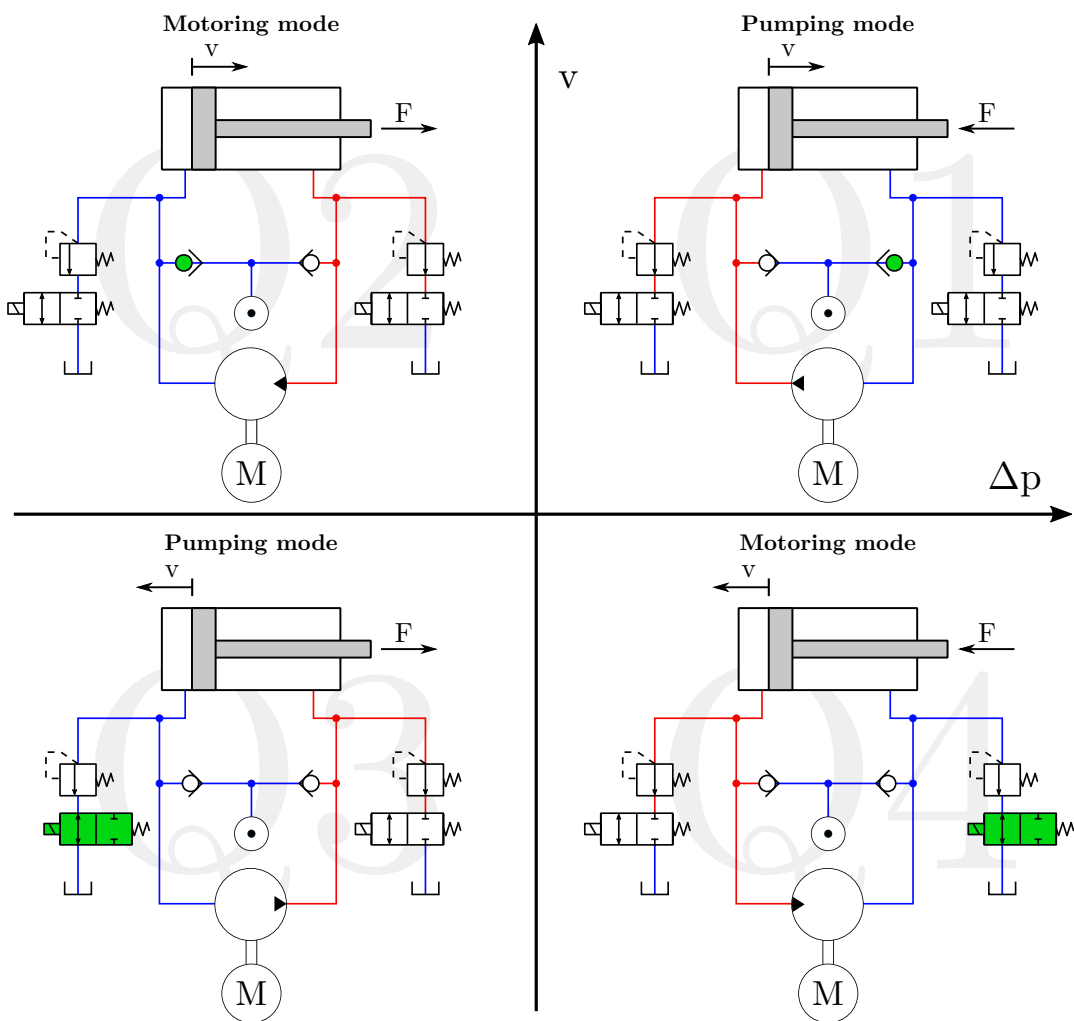 Motoring mode
v
F
Q2
M
Pumping mode
v
F
Q1
M
v
Δp
Pumping mode
v
F
Q3
M
Motoring mode
v
F
Q4
M